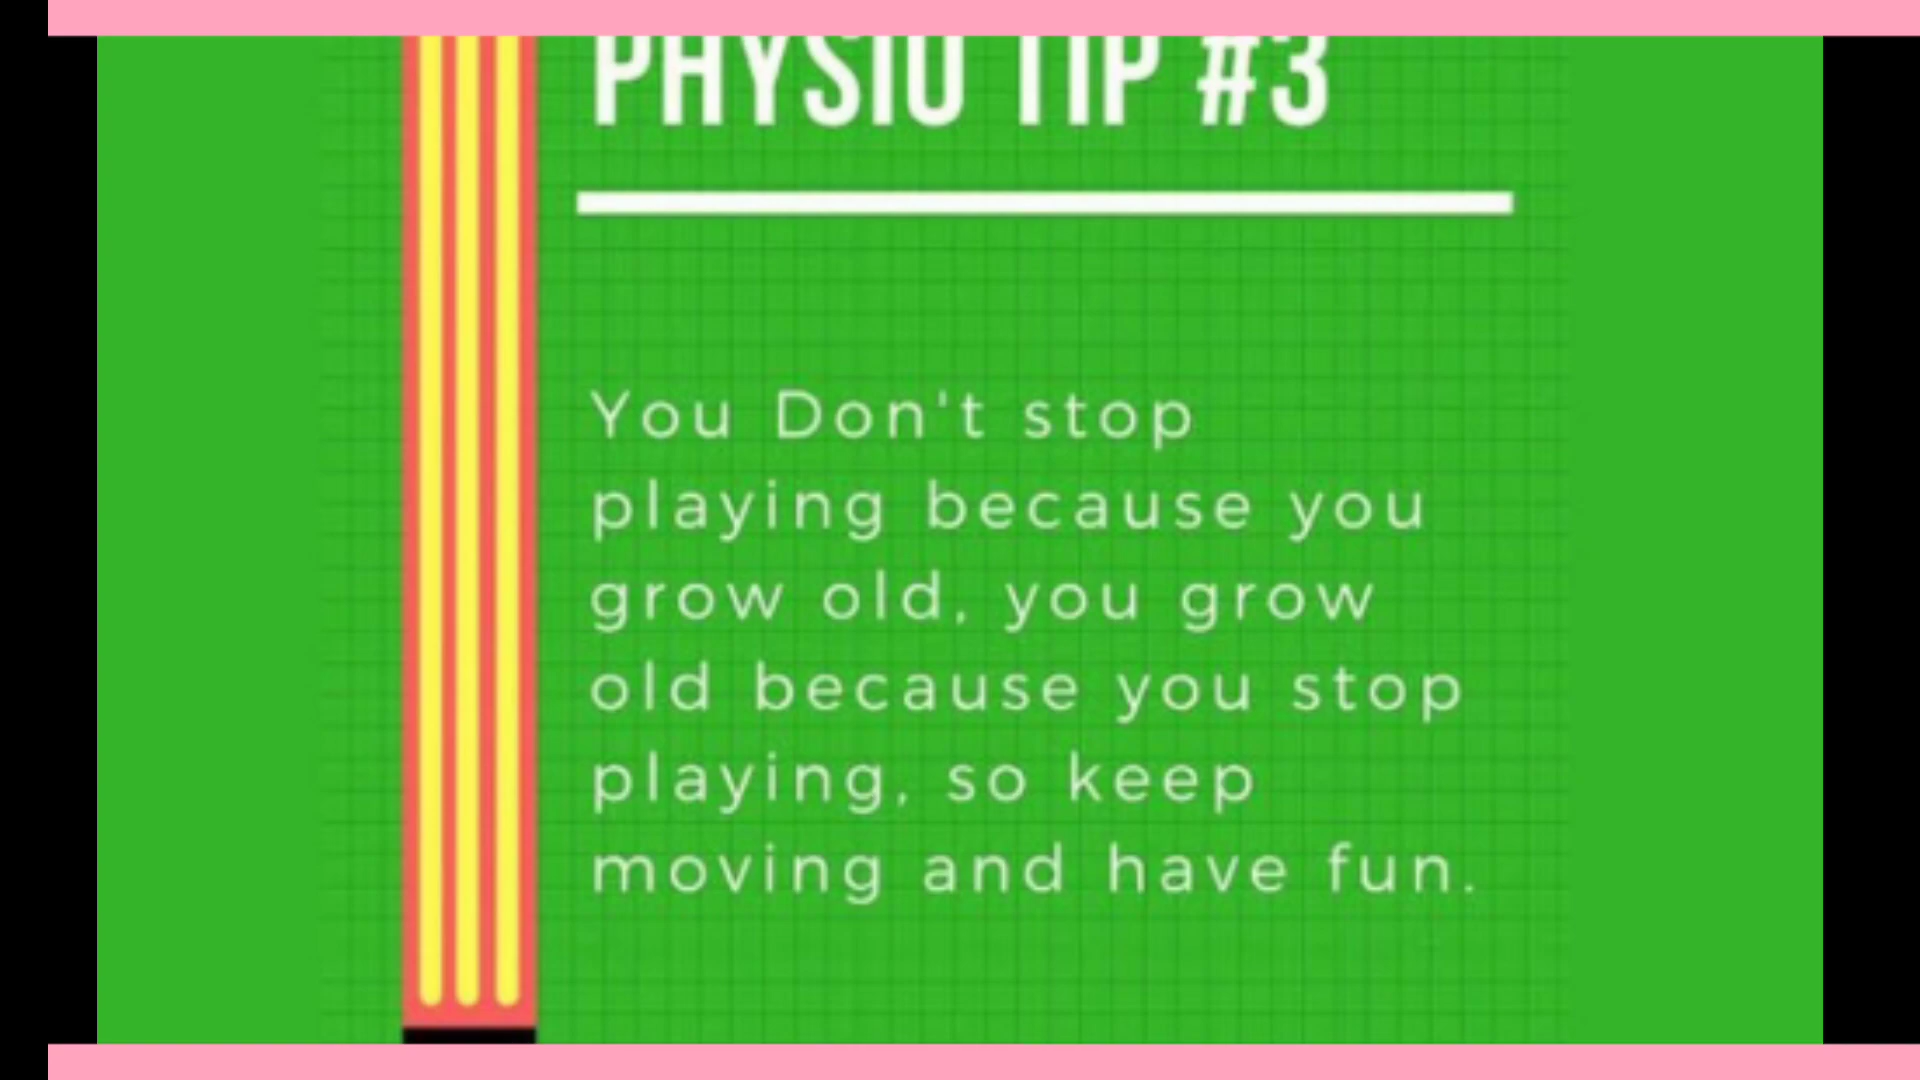 PHYSIO TIP #3
You Don't stop
playing because you
grow old, you grow
old because you stop
playing, so keep
moving and have fun.